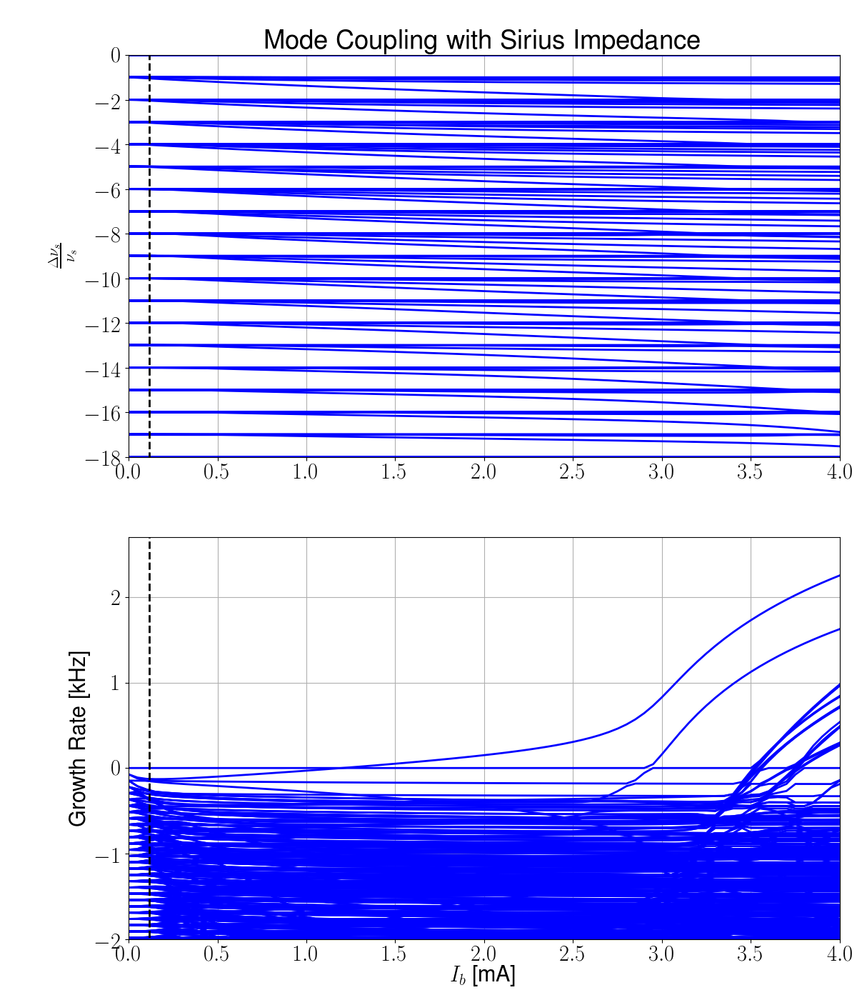 Mode Coupling with Sirius Impedance
0
−2
−4
−6
−8
Δν_s/ν_s
−10
−12
−14
−16
−18
0.0 0.5 1.0 1.5 2.0 2.5 3.0 3.5 4.0
2
1
0
Growth Rate [kHz]
−1
−2
0.0 0.5 1.0 1.5 2.0 2.5 3.0 3.5 4.0
I_b [mA]